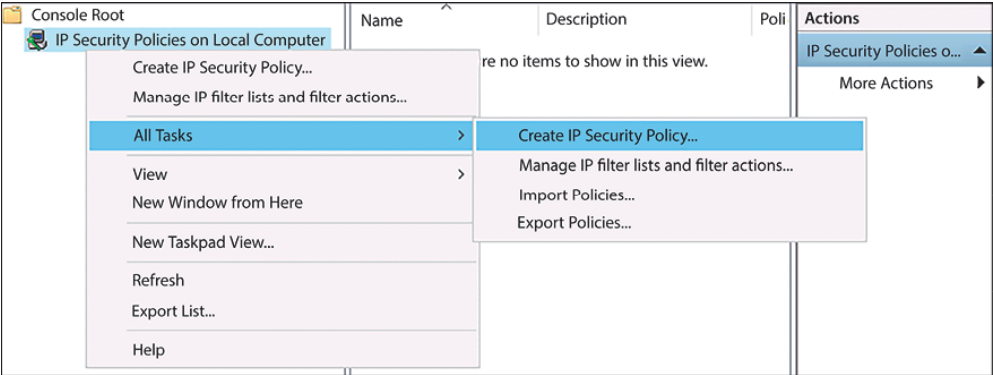 Console Root
IP Security Policies on Local Computer
Name
Description
Poli
re no items to show in this view.
Create IP Security Policy...
Manage IP filter lists and filter actions...
All Tasks
View
New Window from Here
New Taskpad View...
Refresh
Export List...
Help
Create IP Security Policy...
Manage IP filter lists and filter actions...
Import Policies...
Export Policies...
Actions
IP Security Policies o...
More Actions